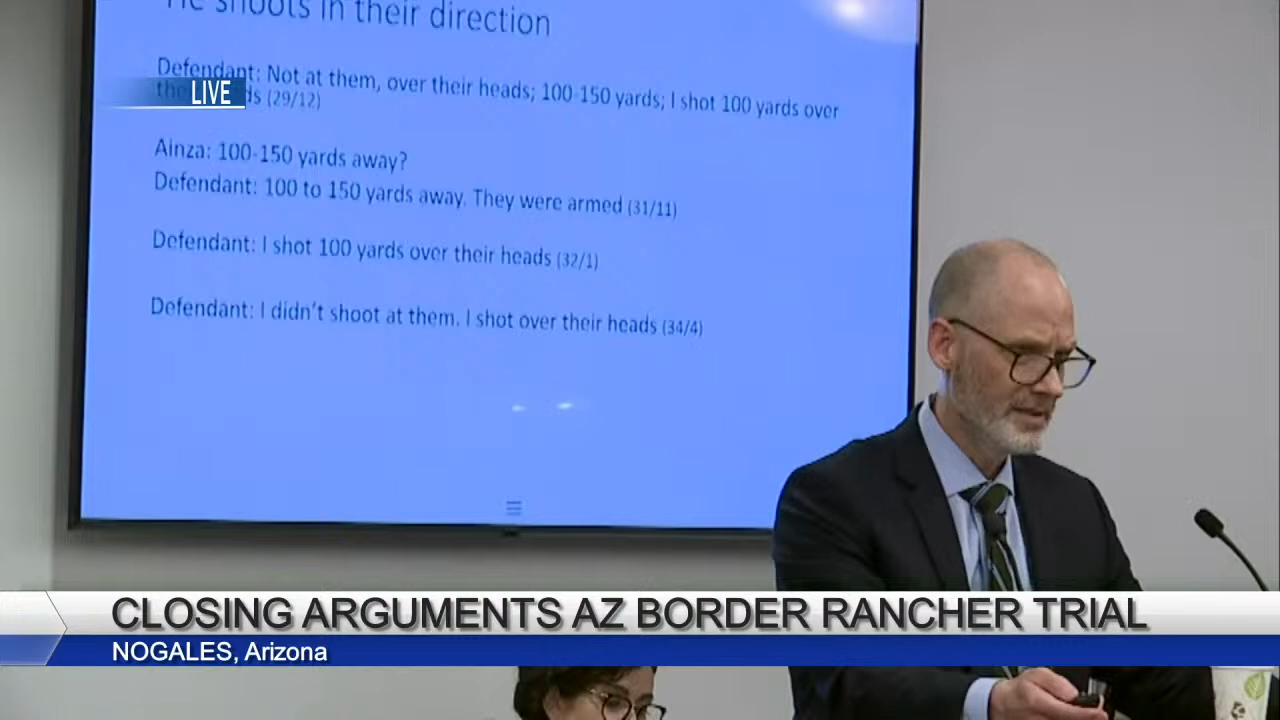 He shoots in their direction
Defendant: Not at them, over their heads; 100-150 yards; I shot 100 yards over
ds (29/12)
LIVE
Ainza: 100-150 yards away?
Defendant: 100 to 150 yards away. They were armed (31/11)
Defendant: I shot 100 yards over their heads (32/1)
Defendant: I didn't shoot at them. I shot over their heads (34/4)
CLOSING ARGUMENTS AZ BORDER RANCHER TRIAL
NOGALES, Arizona